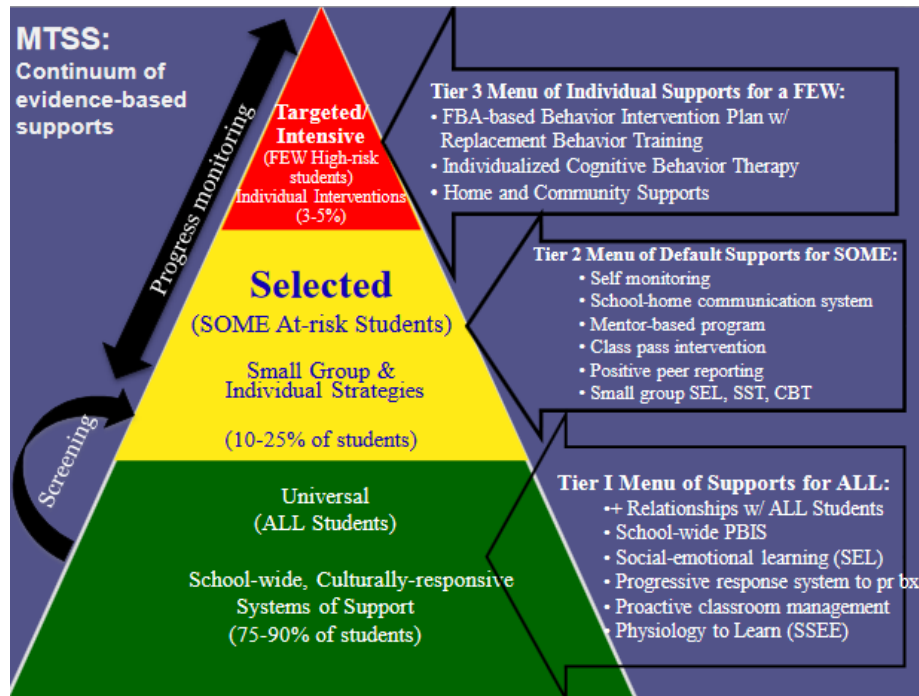 MTSS:
Continuum of
evidence-based
supports
Progress monitoring
Screening
Targeted/
Intensive
(FEW High-risk
students)
Individual Interventions
(3-5%)
Selected
(SOME At-risk Students)
Small Group &
Individual Strategies
(10-25% of students)
Universal
(ALL Students)
School-wide, Culturally-responsive
Systems of Support
(75-90% of students)
Tier 3 Menu of Individual Supports for a FEW:
• FBA-based Behavior Intervention Plan w/
Replacement Behavior Training
• Individualized Cognitive Behavior Therapy
• Home and Community Supports
Tier 2 Menu of Default Supports for SOME:
• Self monitoring
• School-home communication system
• Mentor-based program
• Class pass intervention
• Positive peer reporting
• Small group SEL, SST, CBT
Tier I Menu of Supports for ALL:
•+ Relationships w/ ALL Students
• School-wide PBIS
• Social-emotional learning (SEL)
• Progressive response system to pr bx
• Proactive classroom management
• Physiology to Learn (SSEE)